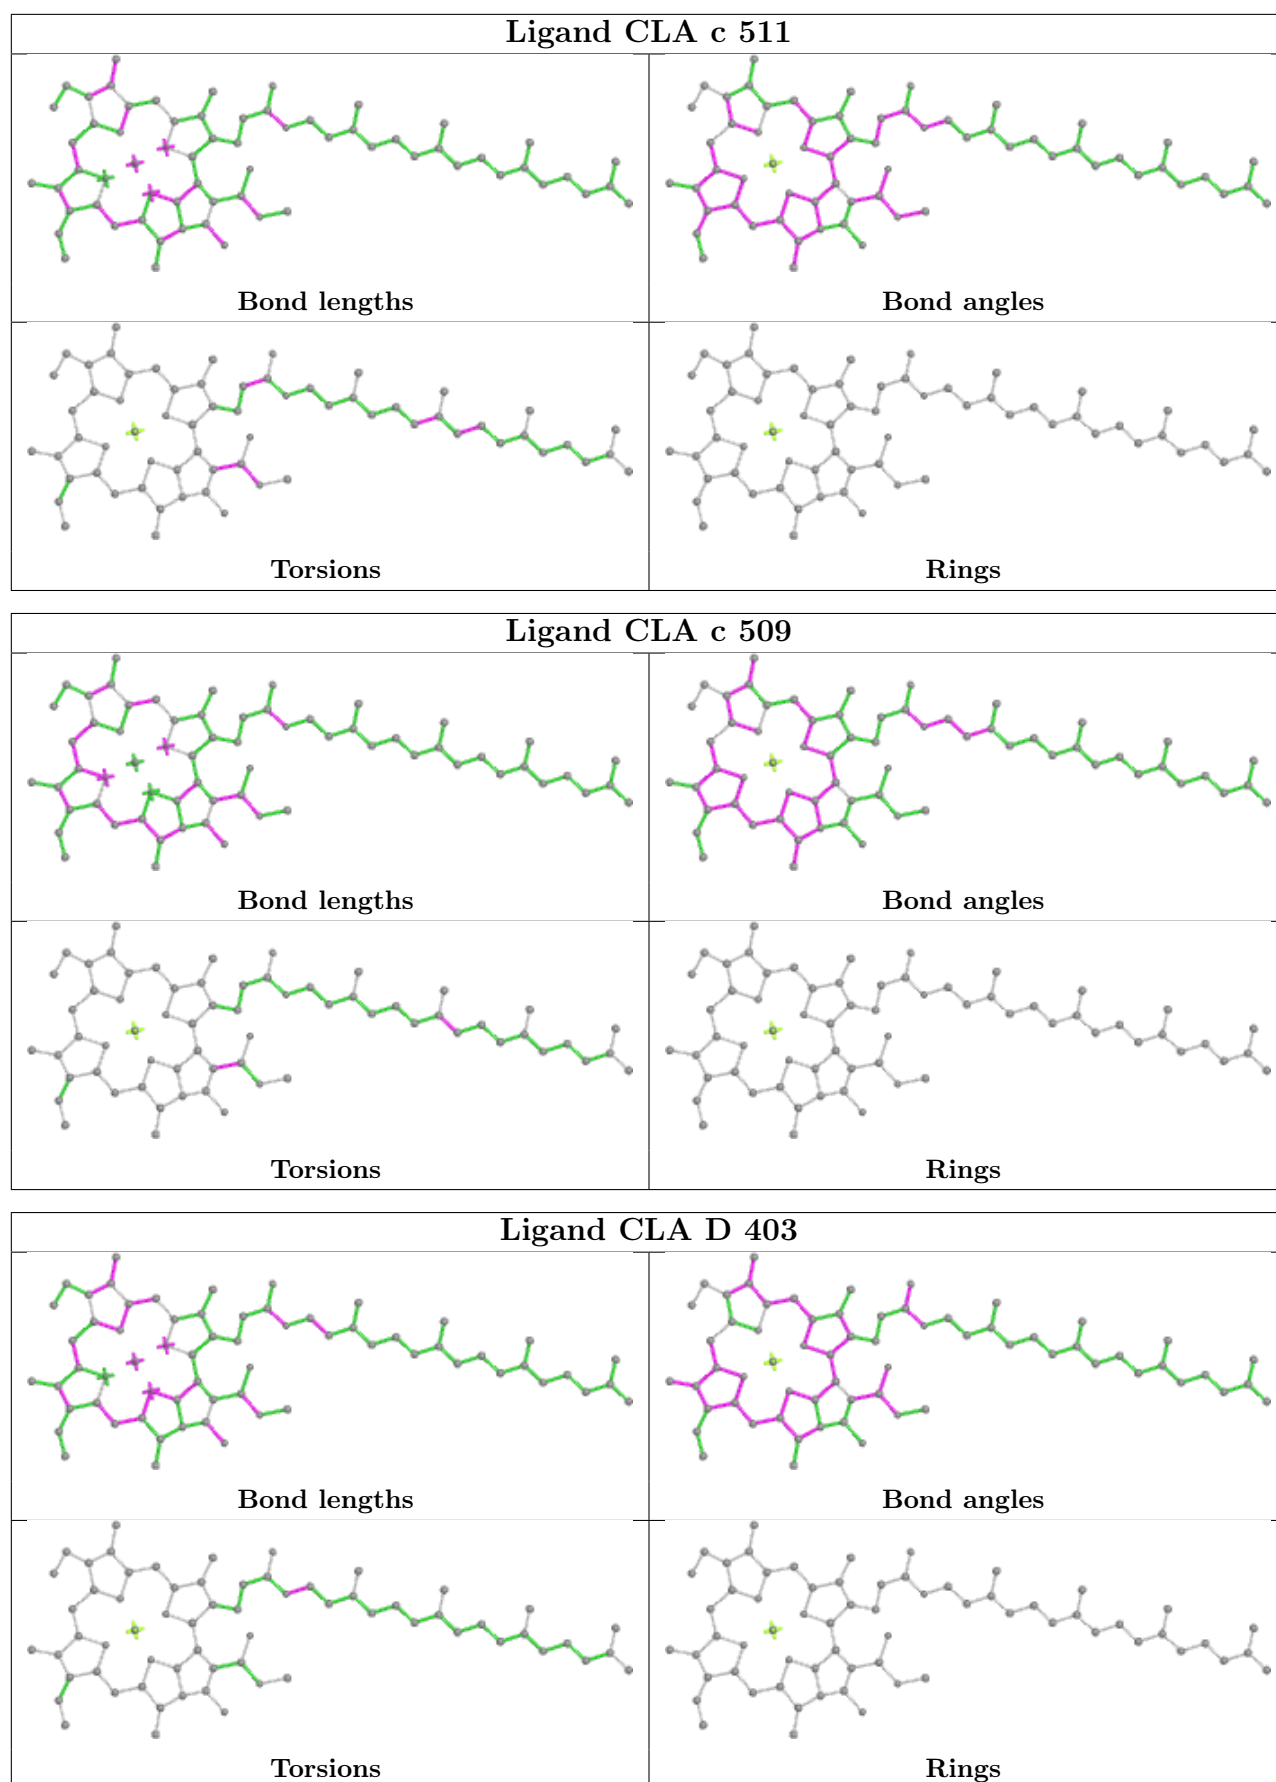 Ligand CLA c 511
Bond lengths
Bond angles
Torsions
Rings
Ligand CLA c 509
Bond lengths
Bond angles
Torsions
Rings
Ligand CLA D 403
Bond lengths
Bond angles
Torsions
Rings